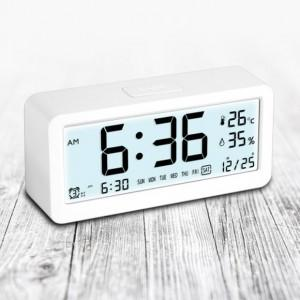 AM 6:36 26°C
35%
6:30 SUN MON TUE WED THU FRI SAT 12/25